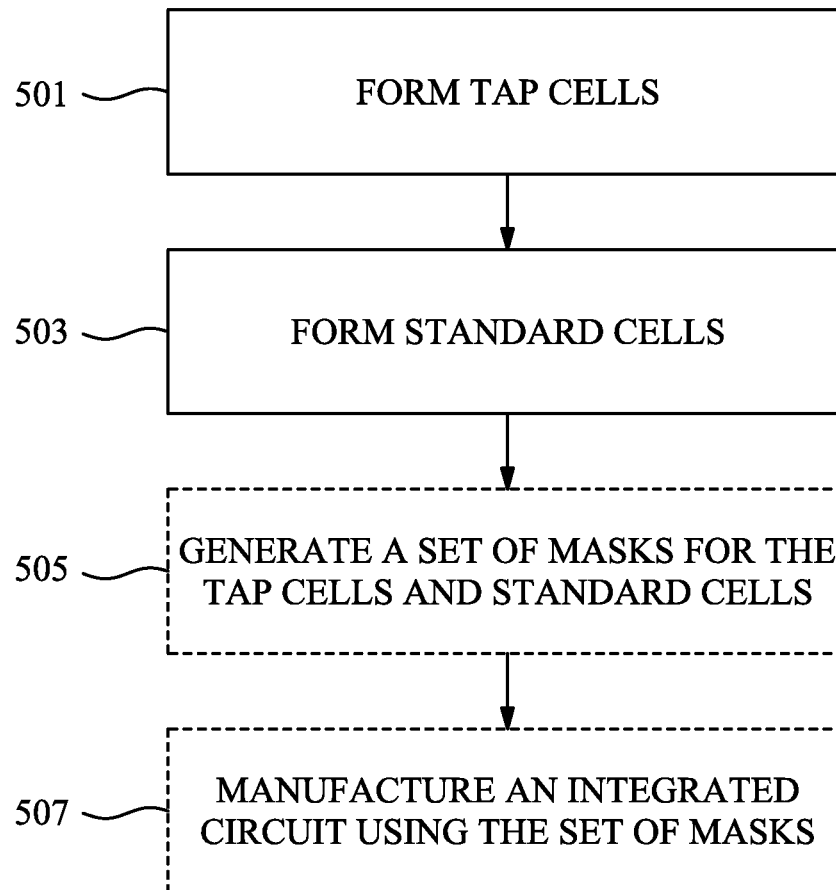 501
FORM TAP CELLS
503
FORM STANDARD CELLS
505
GENERATE A SET OF MASKS FOR THE
TAP CELLS AND STANDARD CELLS
507
MANUFACTURE AN INTEGRATED
CIRCUIT USING THE SET OF MASKS